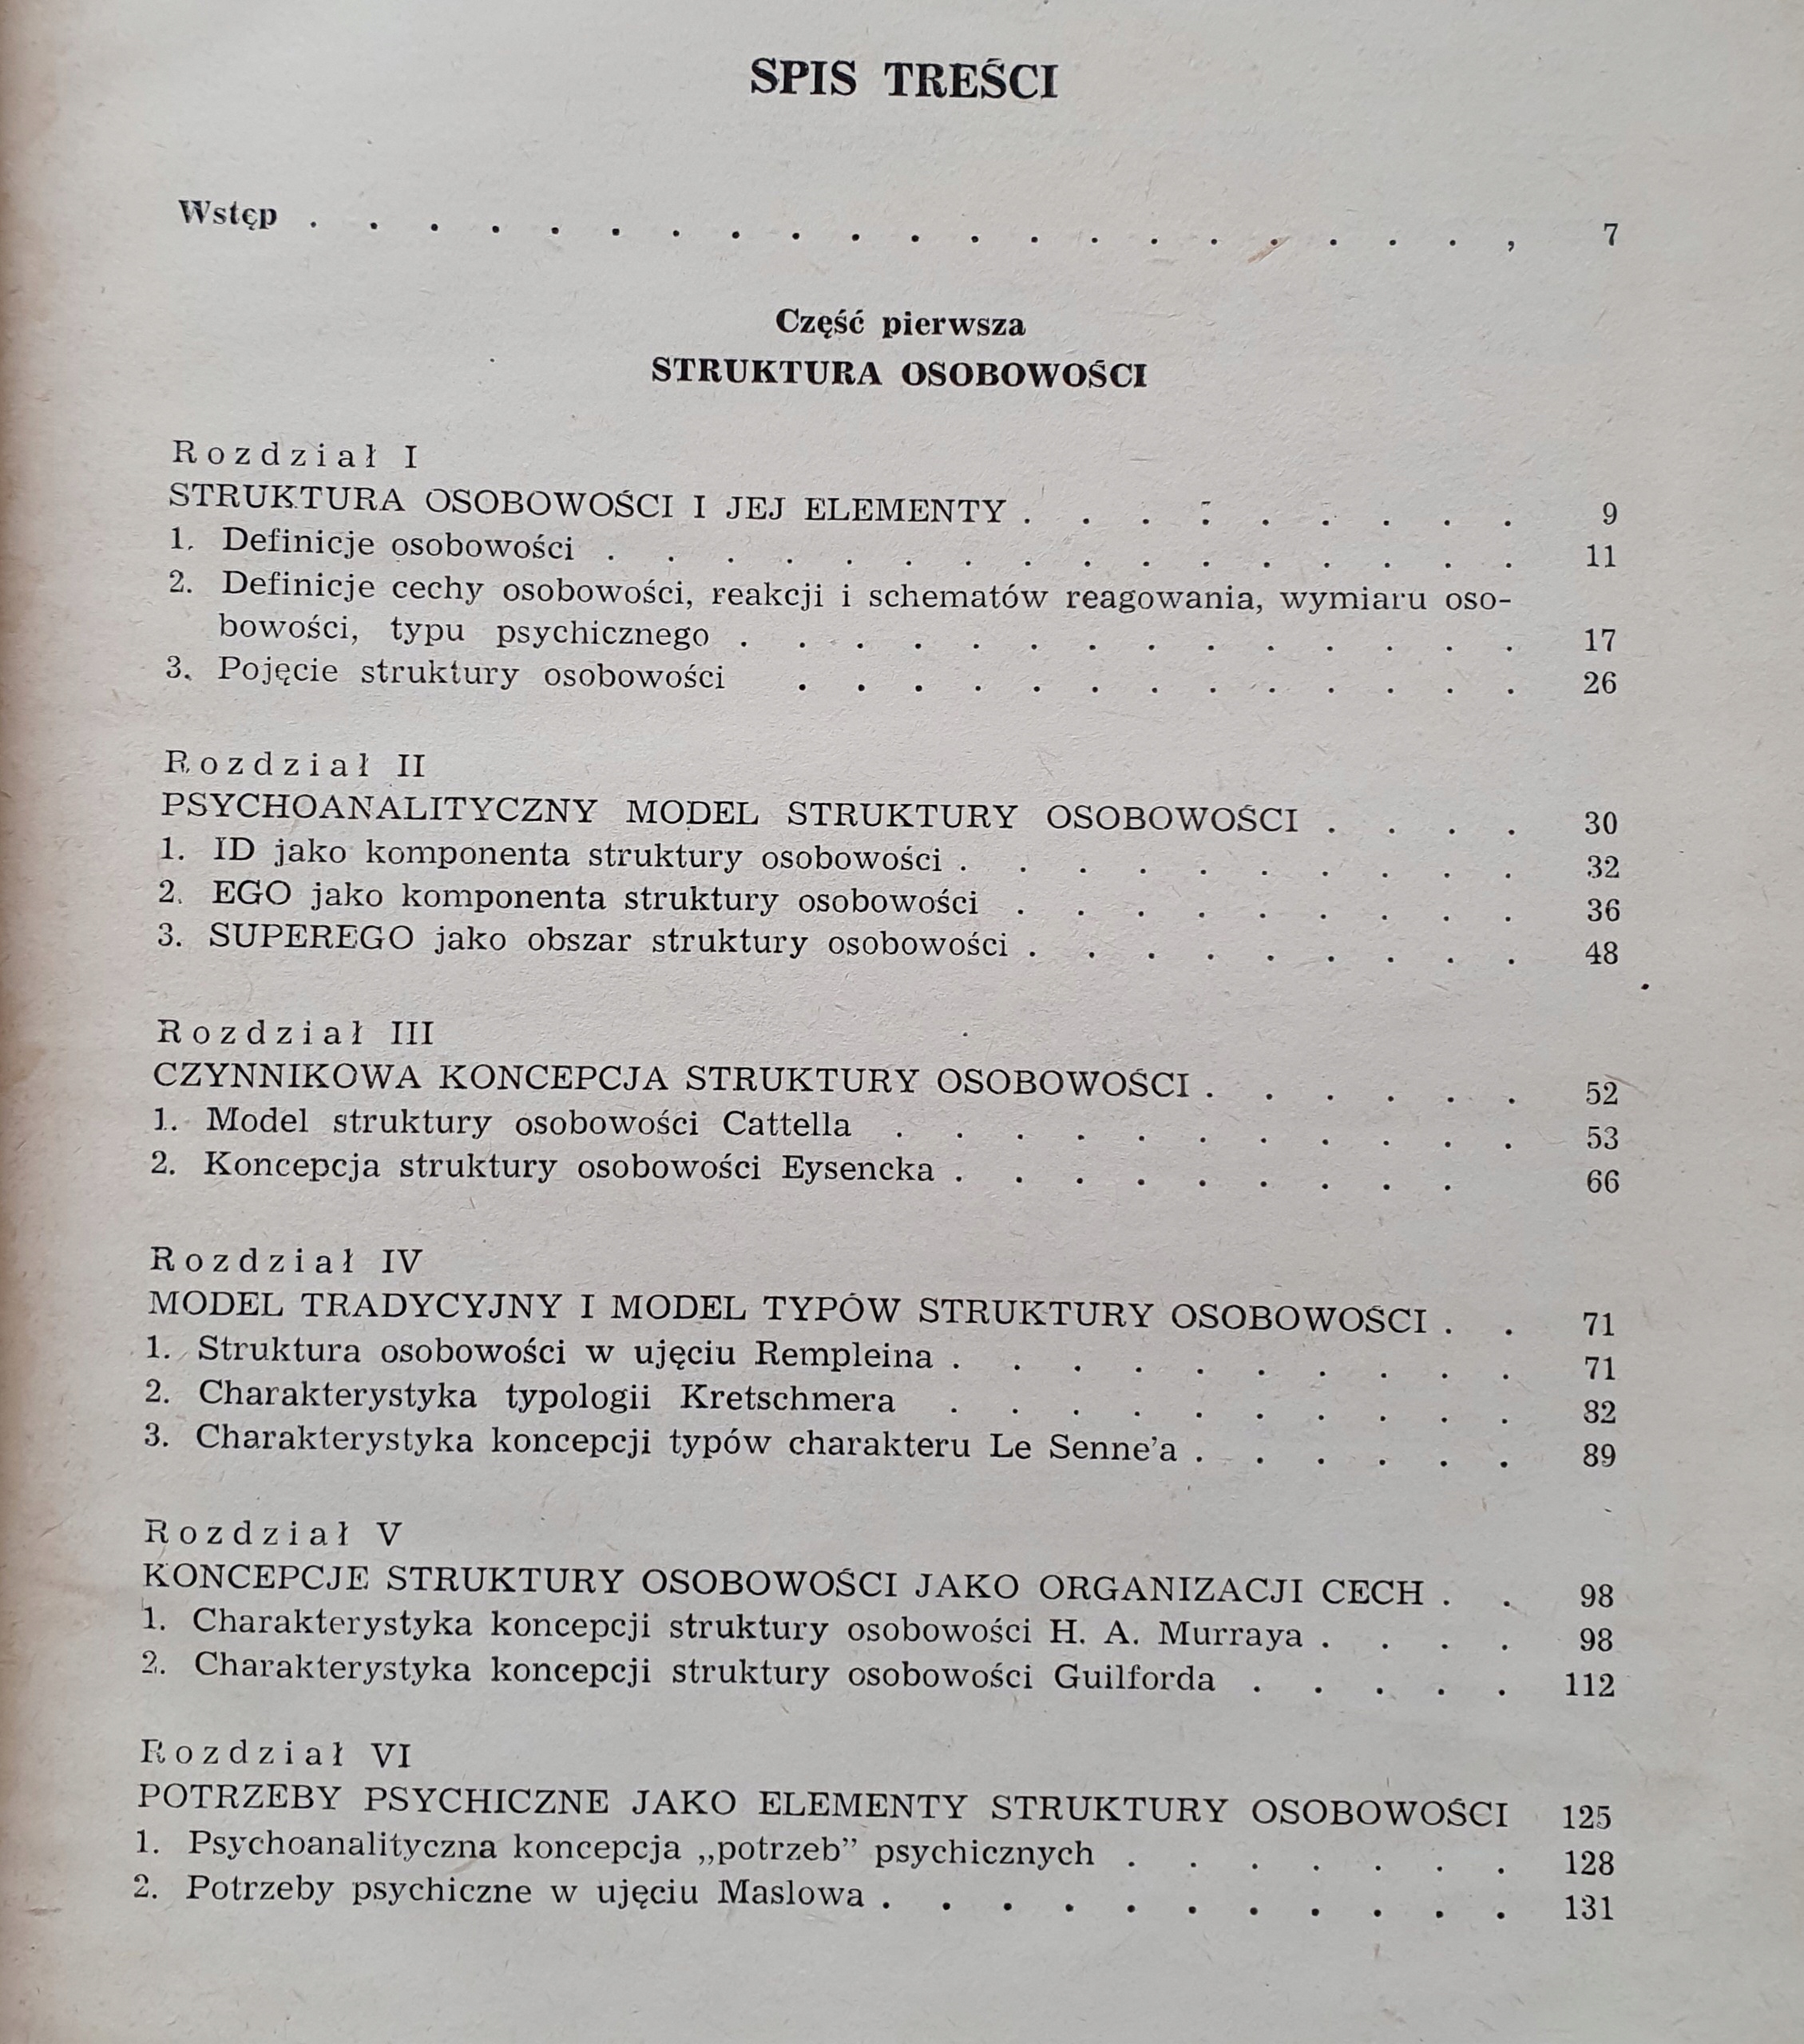 SPIS TREŚCI
Wstęp . . . . . . . . . . . . . . . . . . . . , 7
Część pierwsza
STRUKTURA OSOBOWOŚCI
Rozdział I
STRUKTURA OSOBOWOŚCI I JEJ ELEMENTY . . . . . . . . . 9
1. Definicje osobowości . . . . . . . . . . . . . . . . 11
2. Definicje cechy osobowości, reakcji i schematów reagowania, wymiaru oso-
bowości, typu psychicznego . . . . . . . . . . . . . . 17
3. Pojęcie struktury osobowości . . . . . . . . . . . . . 26
Rozdział II
PSYCHOANALITYCZNY MODEL STRUKTURY OSOBOWOŚCI . . . . 30
1. ID jako komponenta struktury osobowości . . . . . . . . . . 32
2. EGO jako komponenta struktury osobowości . . . . . . . . . 36
3. SUPEREGO jako obszar struktury osobowości . . . . . . . . . 48
Rozdział III
CZYNNIKOWA KONCEPCJA STRUKTURY OSOBOWOŚCI . . . . . . 52
1. Model struktury osobowości Cattella . . . . . . . . . . . 53
2. Koncepcja struktury osobowości Eysencka . . . . . . . . . 66
Rozdział IV
MODEL TRADYCYJNY I MODEL TYPÓW STRUKTURY OSOBOWOŚCI . . 71
1. Struktura osobowości w ujęciu Rempleina . . . . . . . . . . 71
2. Charakterystyka typologii Kretschmera . . . . . . . . . . 82
3. Charakterystyka koncepcji typów charakteru Le Senne’a . . . . . . 89
Rozdział V
KONCEPCJE STRUKTURY OSOBOWOŚCI JAKO ORGANIZACJI CECH . . 98
1. Charakterystyka koncepcji struktury osobowości H. A. Murraya . . . . 98
2. Charakterystyka koncepcji struktury osobowości Guilforda . . . . . 112
Rozdział VI
POTRZEBY PSYCHICZNE JAKO ELEMENTY STRUKTURY OSOBOWOŚCI 125
1. Psychoanalityczna koncepcja „potrzeb” psychicznych . . . . . . . 128
2. Potrzeby psychiczne w ujęciu Maslowa . . . . . . . . . . . 131